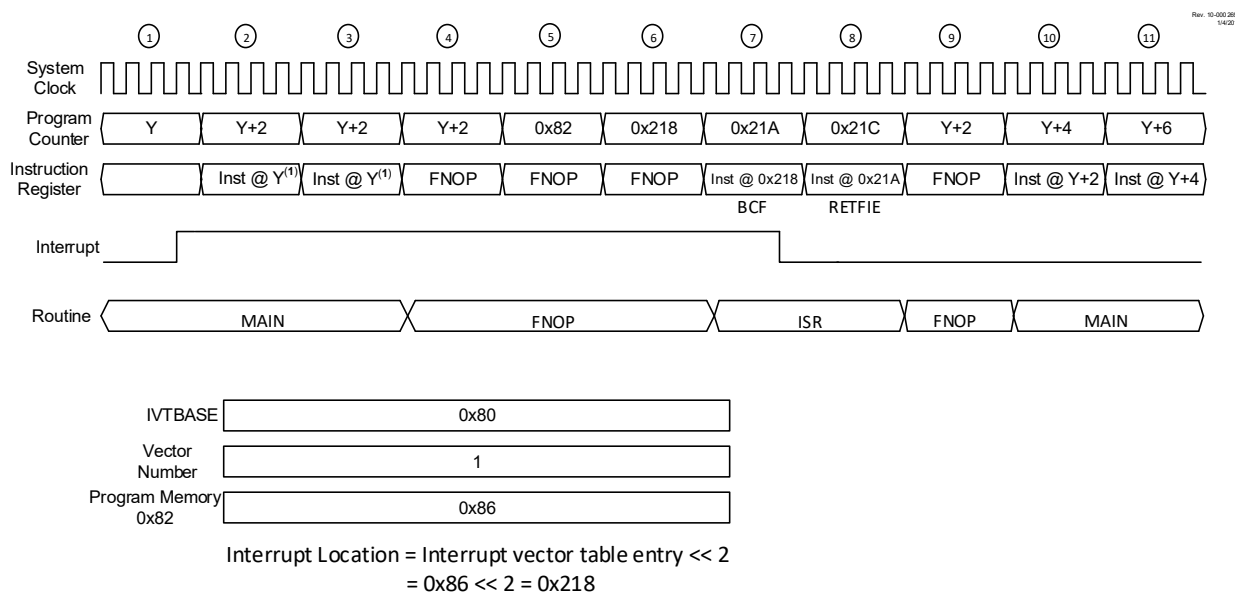 Rev. 10-000 269
1/4/20
1 2 3 4 5 6 7 8 9 10 11
System
Clock
Program
Counter
Y Y+2 Y+2 Y+2 0x82 0x218 0x21A 0x21C Y+2 Y+4 Y+6
Instruction
Register
Inst @ Y(1) Inst @ Y(1) FNOP FNOP FNOP Inst @ 0x218 Inst @ 0x21A FNOP Inst @ Y+2 Inst @ Y+4
BCF RETFIE
Interrupt
Routine MAIN FNOP ISR FNOP MAIN
IVTBASE 0x80
Vector
Number
1
Program Memory
0x82
0x86
Interrupt Location = Interrupt vector table entry << 2
= 0x86 << 2 = 0x218